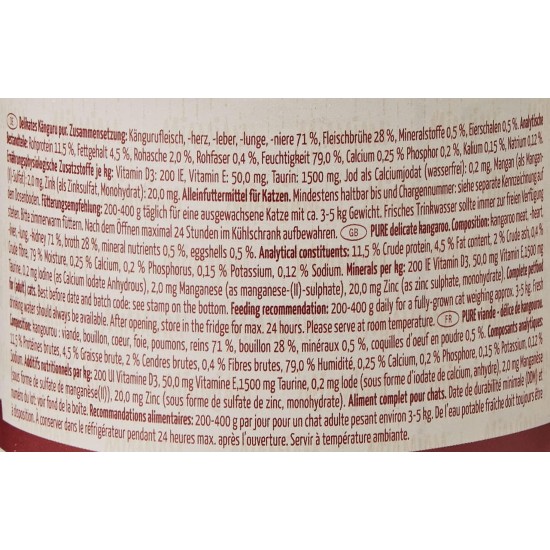 DE Delikates Känguru pur. Zusammensetzung: Kängurufleisch, -herz, -leber, -lunge, -niere 71 %, Fleischbrühe 28 %, Mineralstoffe 0,5 %, Eierschalen 0,5 %. Analytische
Bestandteile: Rohprotein 11,5 %, Fettgehalt 4,5 %, Rohasche 2,0 %, Rohfaser 0,4 %, Feuchtigkeit 79,0 %, Calcium 0,25 % Phosphor 0,2 %, Kalium 0,15 %, Natrium 0,12 %
Ernährungsphysiologische Zusatzstoffe je kg: Vitamin D3: 200 IE, Vitamin E: 50,0 mg, Taurin: 1500 mg. Jod als Calciumjodat (wasserfrei): 0,2 mg, Mangan (als Mangan-
II-Sulfat): 2,0 mg, Zink (als Zinksulfat, Monohydrat): 20,0 mg. Alleinfuttermittel für Katzen. Mindestens haltbar bis und Chargennummer: siehe separate Kennzeichnung auf
Dosenboden. Fütterungsempfehlung: 200-400 g täglich für eine ausgewachsene Katze mit ca. 3-5 kg Gewicht. Frisches Trinkwasser sollte immer zur freien Verfügung
Bitte zimmerwarm füttern. Nach dem Öffnen maximal 24 Stunden im Kühlschrank aufbewahren. GB PURE delicate kangaroo. Composition: kangaroo meat, -heart,
-lung, -kidney 71 %, broth 28 %, mineral nutrients 0,5 %, eggshells 0,5 %. Analytical constituents: 11,5 % Crude protein, 4,5 % Fat content, 2 % Crude ash, 0,4 %
fibre, 79 % Moisture, 0,25 % Calcium, 0,2 % Phosphorus, 0,15 % Potassium, 0,12 % Sodium. Minerals per kg: 200 IE Vitamin D3, 50,0 mg Vitamin E, 1500 mg
0,2 mg Iodine (as calcium Iodate Anhydrous), 2,0 mg Manganese (as manganese-(II)-sulphate), 20,0 mg Zinc (as zinc sulphate, monohydrate). Complete petfood
for (adult) cats. Best before date and batch code: see stamp on the bottom. Feeding recommendation: 200-400 g daily for a fully-grown cat weighing approx. 3-5 kg. Fresh
drinking water should always be available. After opening, store in the fridge for max. 24 hours. Please serve at room temperature. FR PURE viande - délice de kangourou.
Composition: kangourou : viande, bouillon, coeur, foie, poumons, reins 71 %, bouillon 28 %, minéraux 0,5 %, coquilles d'oeuf en poudre 0,5 %. Composants analytiques:
11,5 % Protéines brutes, 4,5 % Graisse brute, 2 % Cendres brutes, 0,4 % Fibres brutes, 79,0 % Humidité, 0,25 % Calcium, 0,2 % Phosphore, 0,15 % Potassium, 0,12 %
Sodium, Additifs nutritionnels par kg: 200 UI Vitamine D3, 50,0 mg Vitamine E, 1500 mg Taurine, 0,2 mg Iode (sous forme d'iodate de calcium, anhydre), 2,0 mg Manganèse
(sous forme de sulfate de manganèse(II)), 20,0 mg Zinc (sous forme de sulfate de zinc, monohydrate). Aliment complet pour chats. Date de durabilité minimale (DDM) et
numéro du lot: voir fond de la boîte. Recommandations alimentaires: 200-400 g par jour pour un chat adulte pesant environ 3-5 kg. De l'eau potable fraîche doit toujours être
à disposition. A conserver dans le réfrigérateur pendant 24 heures max. après l'ouverture. Servir à température ambiante.